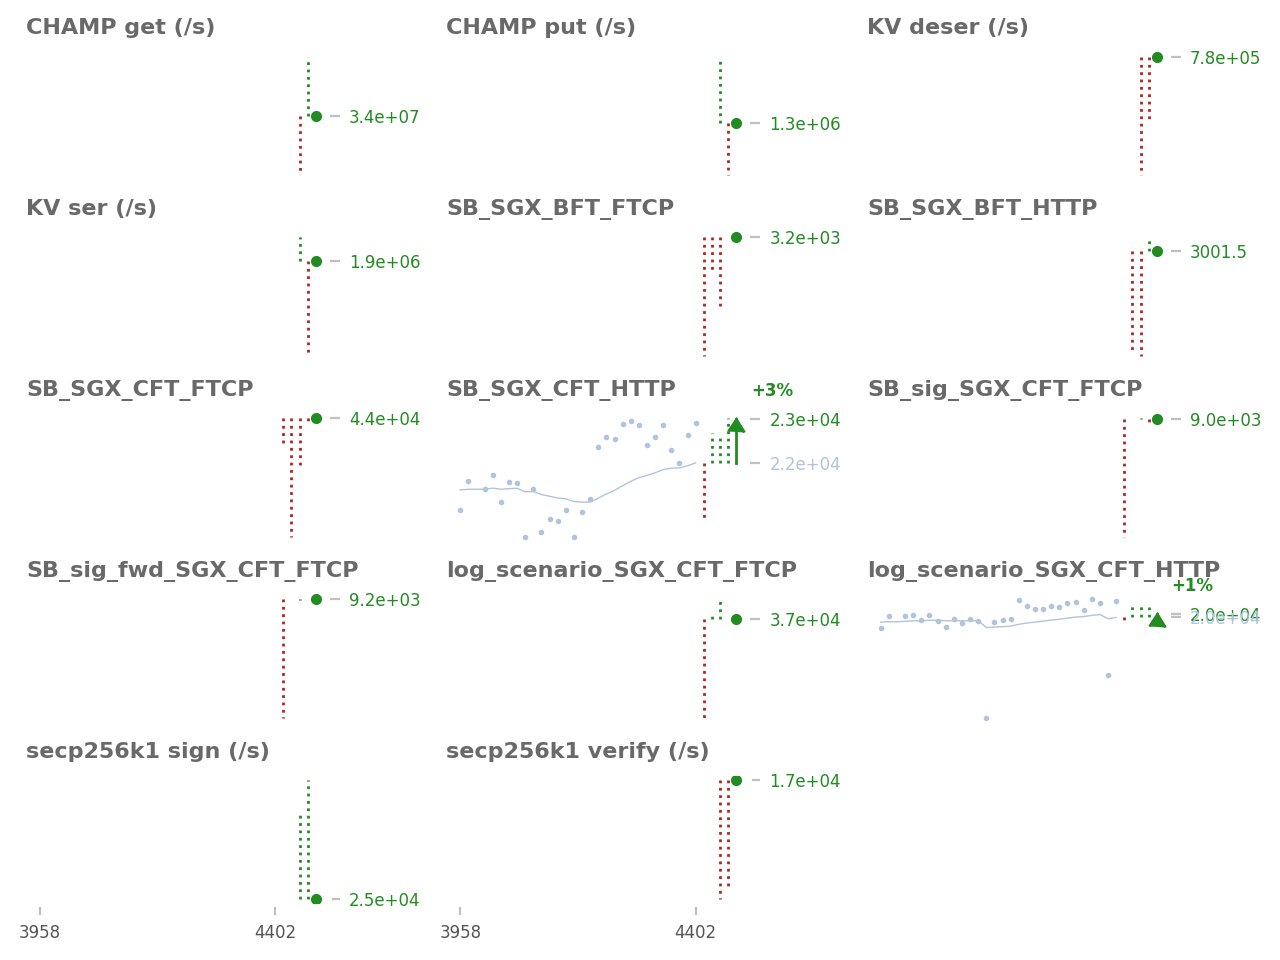 CHAMP get (/s)
CHAMP put (/s)
KV deser (/s)
3.4e+07
1.3e+06
7.8e+05
KV ser (/s)
SB_SGX_BFT_FTCP
SB_SGX_BFT_HTTP
1.9e+06
3.2e+03
3001.5
SB_SGX_CFT_FTCP
SB_SGX_CFT_HTTP
+3%
SB_sig_SGX_CFT_FTCP
4.4e+04
2.3e+04
2.2e+04
9.0e+03
SB_sig_fwd_SGX_CFT_FTCP
log_scenario_SGX_CFT_FTCP
log_scenario_SGX_CFT_HTTP
+1%
9.2e+03
3.7e+04
2.0e+04
2.0e+04
secp256k1 sign (/s)
secp256k1 verify (/s)
2.5e+04
1.7e+04
3958
4402
3958
4402